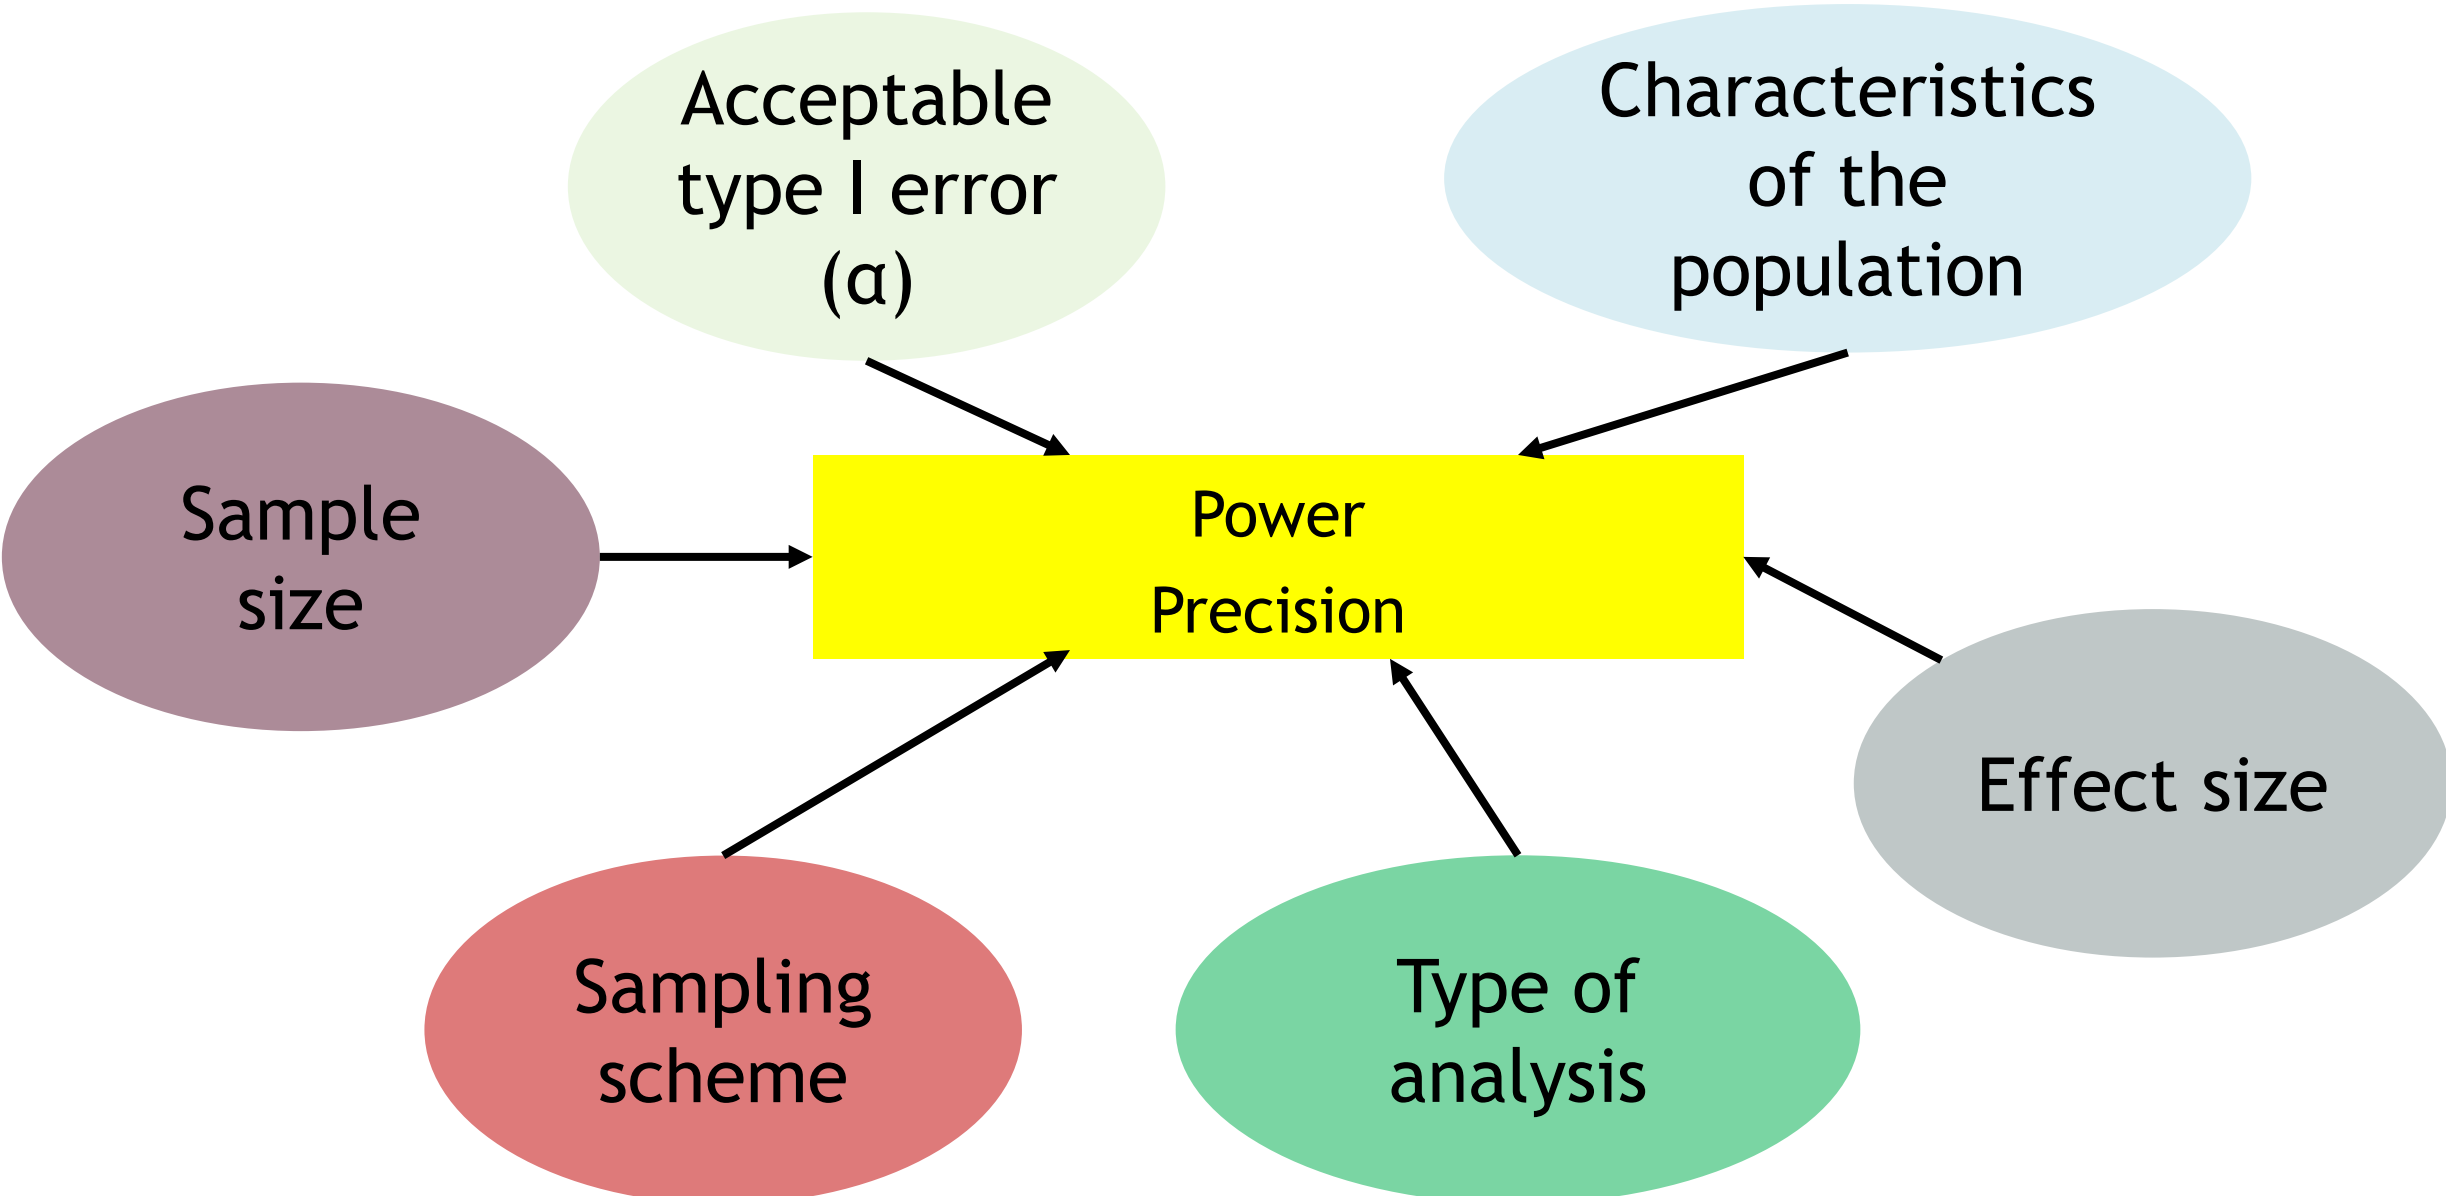 Acceptable
type I error
(α)
Characteristics
of the
population
Sample
size
Power
Precision
Effect size
Sampling
scheme
Type of
analysis